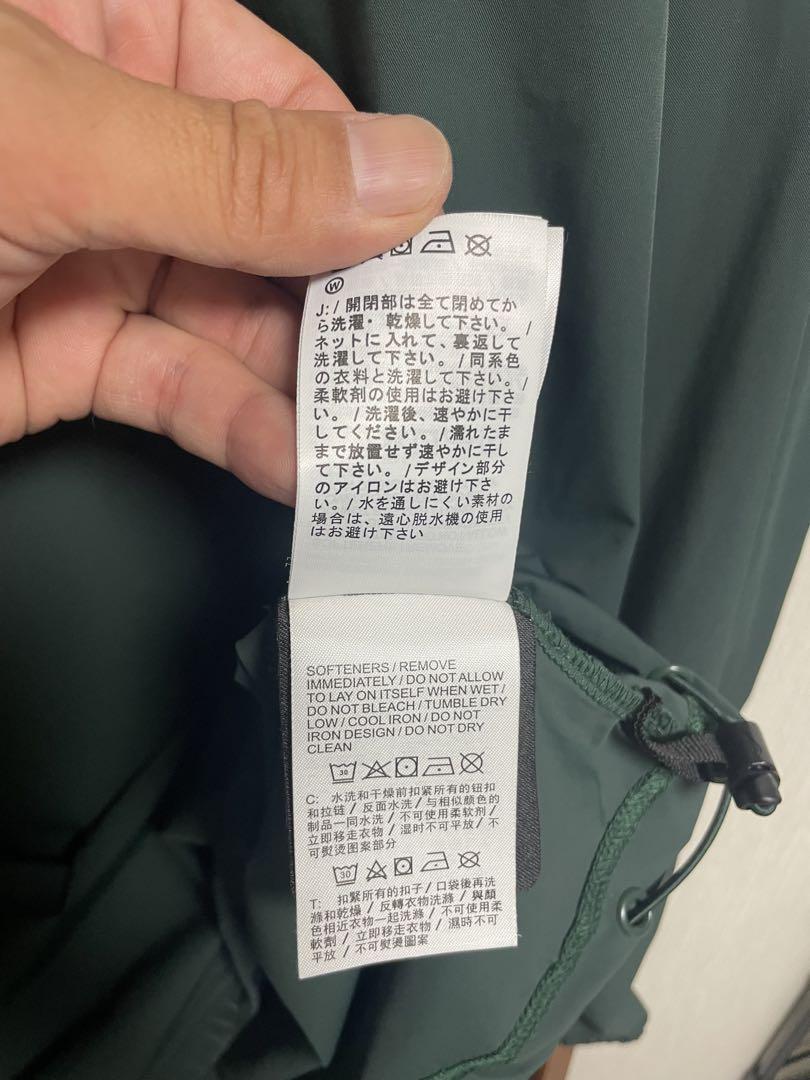 W
J:/ 開閉部は全て閉めてか
ら洗濯・乾燥して下さい。/
ネットに入れて、裏返して
洗濯して下さい。/同系色
の衣料と洗濯して下さい。/
柔軟剤の使用はお避け下さ
い。/洗濯後、速やかに干
してください。/濡れたま
まで放置せず速やかに干し
て下さい。/デザイン部分
のアイロンはお避け下さ
い。/水を通しにくい素材の
場合は、遠心脱水機の使用
はお避け下さい
SOFTENERS / REMOVE
IMMEDIATELY / DO NOT ALLOW
TO LAY ON ITSELF WHEN WET /
DO NOT BLEACH / TUMBLE DRY
LOW / COOL IRON / DO NOT
IRON DESIGN / DO NOT DRY
CLEAN
30
C: 水洗和干燥前扣紧所有的钮扣
和拉链 / 反面水洗 / 与相似颜色的
制品一同水洗 / 不可使用柔软剂 /
立即移走衣物 / 湿时不可平放 / 不
可熨烫图案部分
30
T: 扣緊所有的扣子 / 口袋後再洗
滌和乾燥 / 反轉衣物洗滌 / 與顏
色相近衣物一起洗滌 / 不可使用柔
軟劑 / 立即移走衣物 / 濕時不可
平放 / 不可熨燙圖案